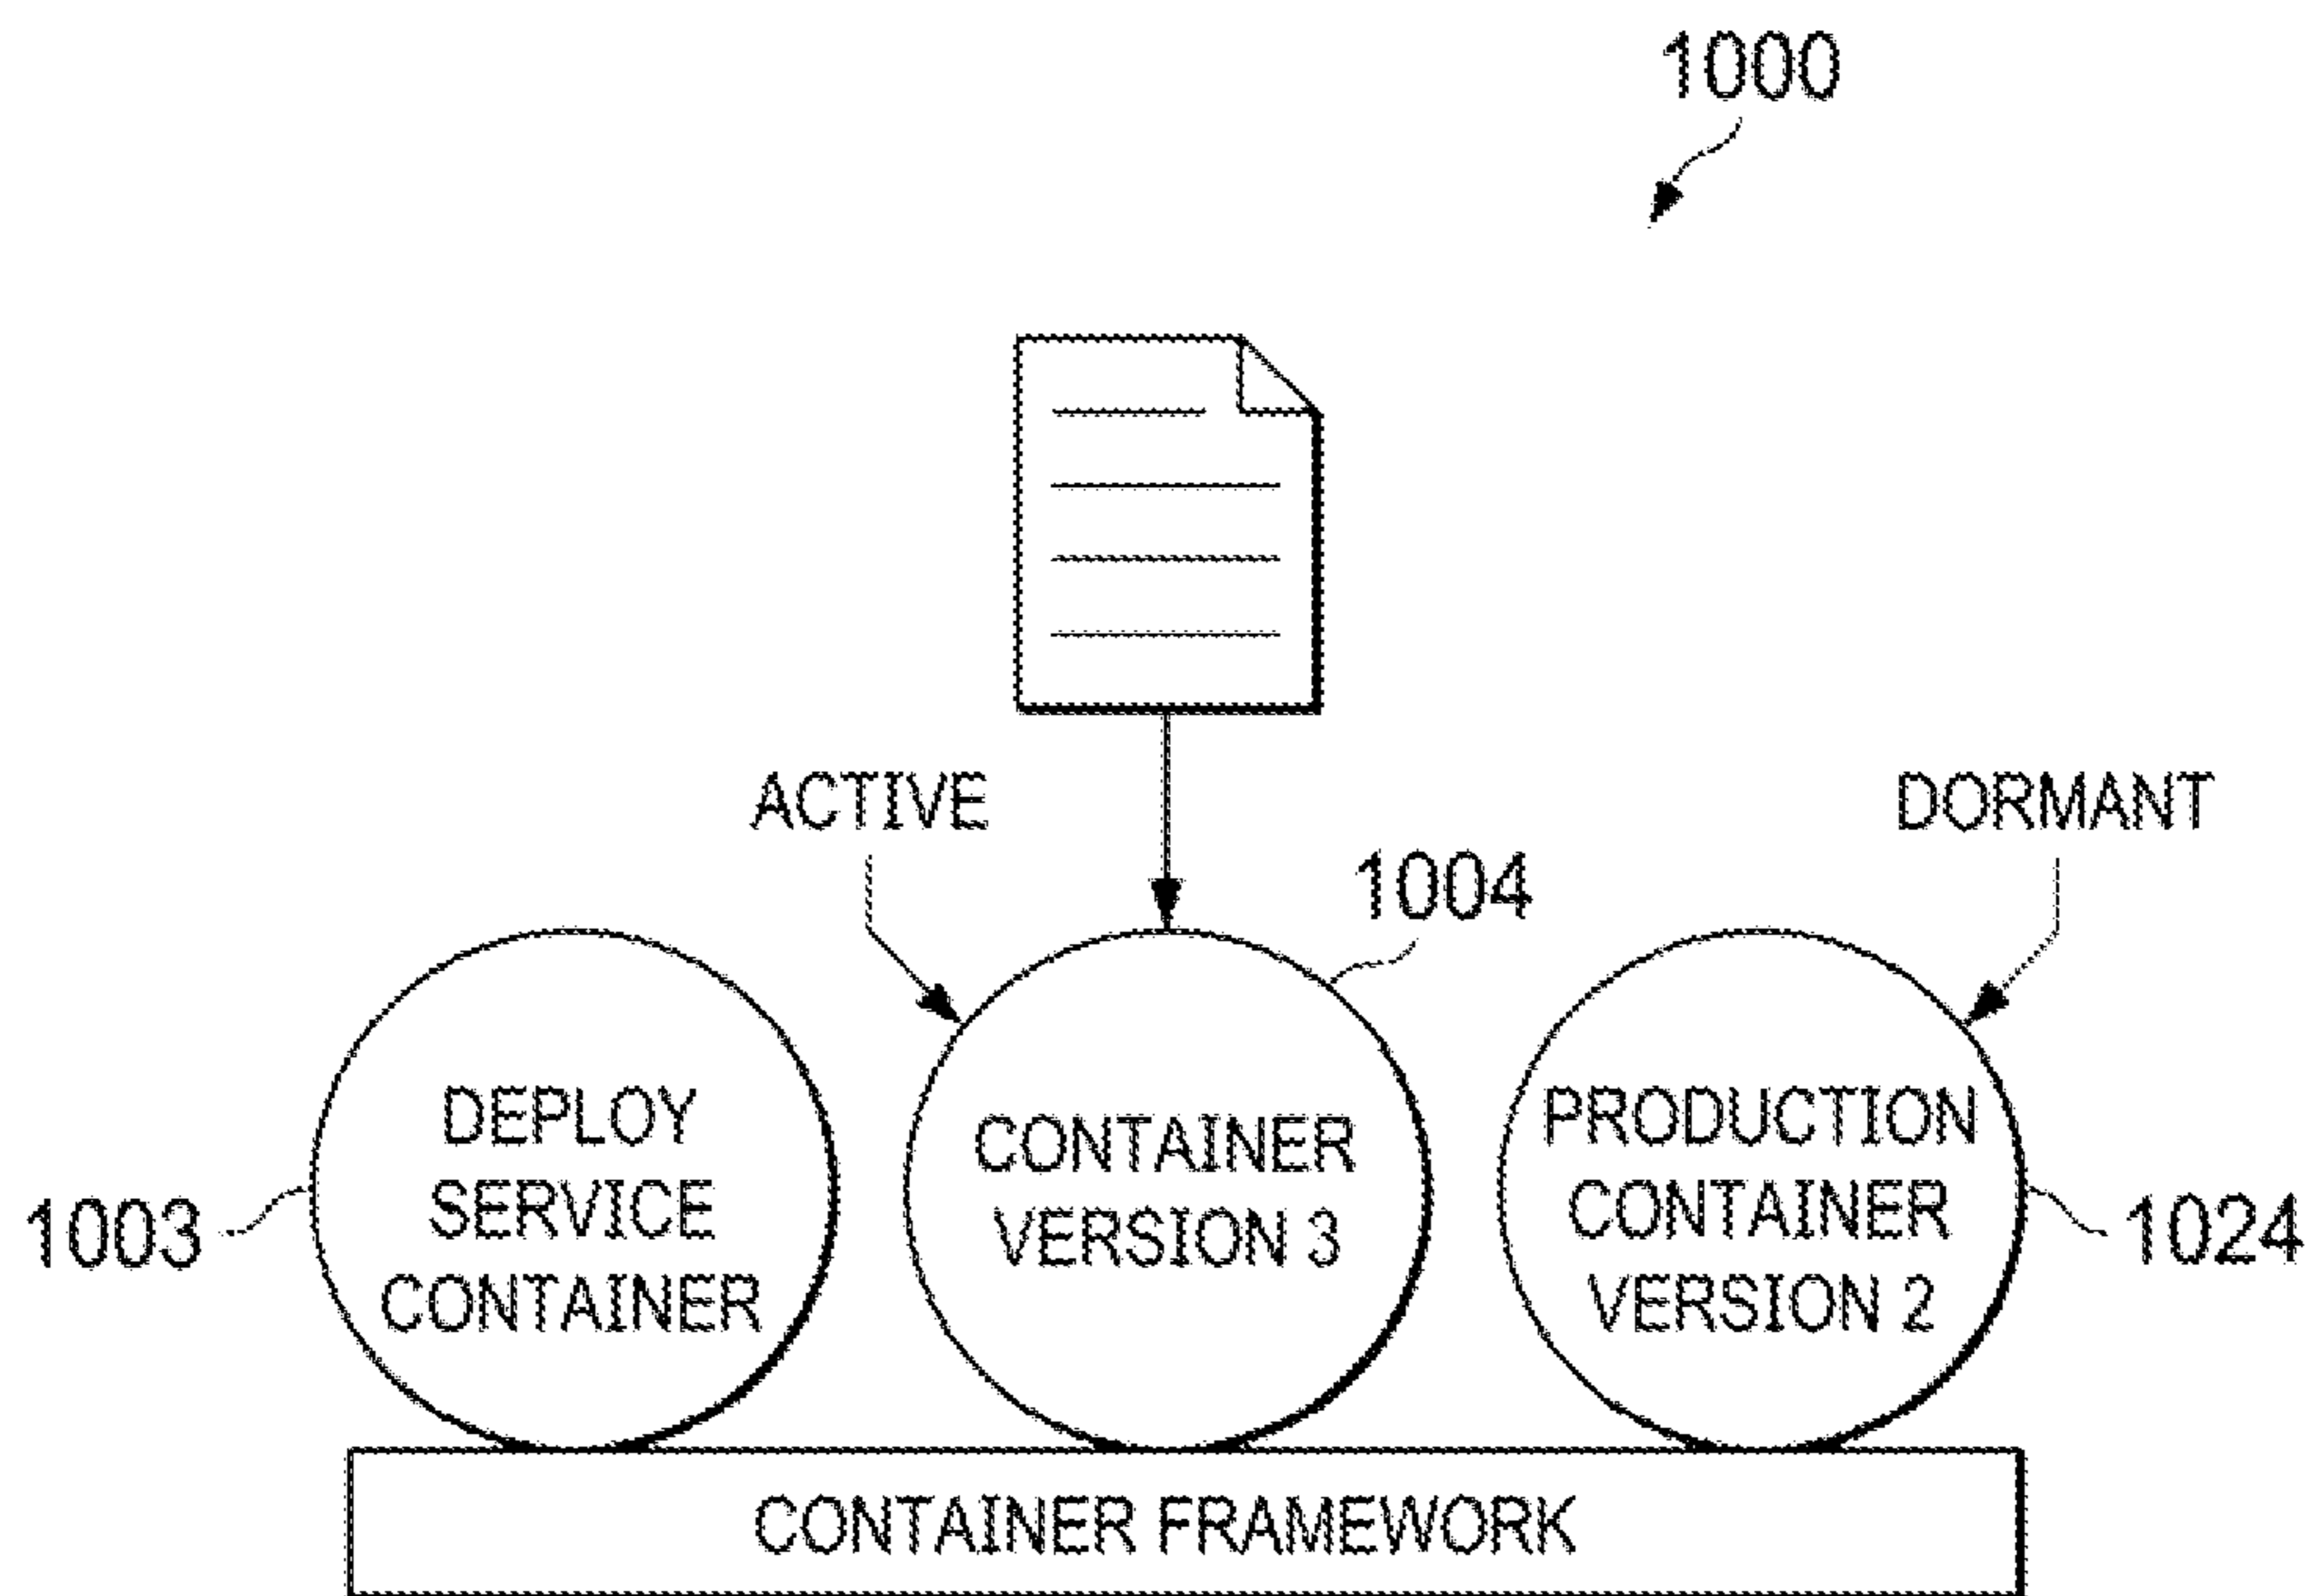 1000
ACTIVE
DORMANT
1004
DEPLOY
SERVICE
CONTAINER
1003
CONTAINER
VERSION 3
PRODUCTION
CONTAINER
VERSION 2
1024
CONTAINER FRAMEWORK